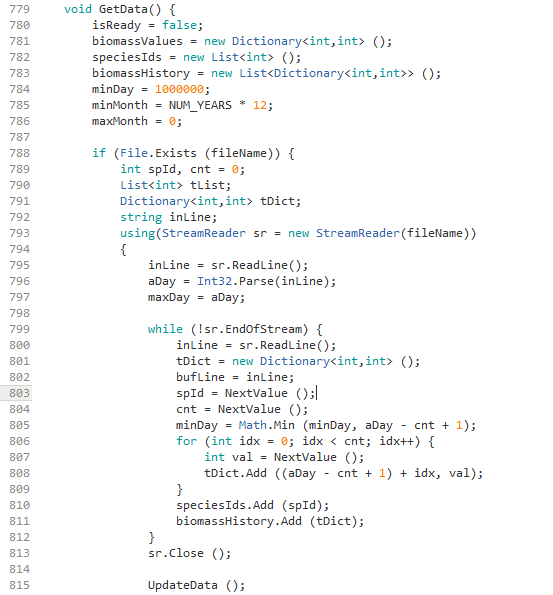 779 void GetData() {
780 isReady = false;
781 biomassValues = new Dictionary<int,int> ();
782 speciesIds = new List<int> ();
783 biomassHistory = new List<Dictionary<int,int>> ();
784 minDay = 1000000;
785 minMonth = NUM_YEARS * 12;
786 maxMonth = 0;
787
788 if (File.Exists (fileName)) {
789 int spId, cnt = 0;
790 List<int> tList;
791 Dictionary<int,int> tDict;
792 string inLine;
793 using(StreamReader sr = new StreamReader(fileName))
794 {
795 inLine = sr.ReadLine();
796 aDay = Int32.Parse(inLine);
797 maxDay = aDay;
798
799 while (!sr.EndOfStream) {
800 inLine = sr.ReadLine();
801 tDict = new Dictionary<int,int> ();
802 bufLine = inLine;
803 spId = NextValue ();
804 cnt = NextValue ();
805 minDay = Math.Min (minDay, aDay - cnt + 1);
806 for (int idx = 0; idx < cnt; idx++) {
807 int val = NextValue ();
808 tDict.Add ((aDay - cnt + 1) + idx, val);
809 }
810 speciesIds.Add (spId);
811 biomassHistory.Add (tDict);
812 }
813 sr.Close ();
814
815 UpdateData ();